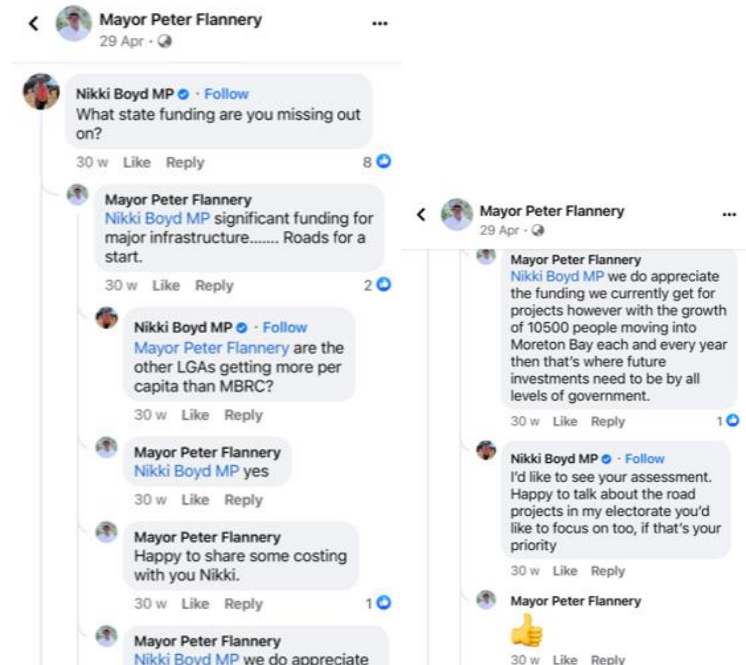 Mayor Peter Flannery
29 Apr ·
Nikki Boyd MP · Follow
What state funding are you missing out
on?
30 w Like Reply 8
Mayor Peter Flannery
Nikki Boyd MP significant funding for
major infrastructure....... Roads for a
start.
30 w Like Reply 2
Nikki Boyd MP · Follow
Mayor Peter Flannery are the
other LGAs getting more per
capita than MBRC?
30 w Like Reply
Mayor Peter Flannery
Nikki Boyd MP yes
30 w Like Reply
Mayor Peter Flannery
Happy to share some costing
with you Nikki.
30 w Like Reply 1
Mayor Peter Flannery
Nikki Boyd MP we do appreciate
Mayor Peter Flannery
29 Apr ·
Mayor Peter Flannery
Nikki Boyd MP we do appreciate
the funding we currently get for
projects however with the growth
of 10500 people moving into
Moreton Bay each and every year
then that's where future
investments need to be by all
levels of government.
30 w Like Reply 1
Nikki Boyd MP · Follow
I'd like to see your assessment.
Happy to talk about the road
projects in my electorate you'd
like to focus on too, if that's your
priority
30 w Like Reply
Mayor Peter Flannery
👍
30 w Like Reply